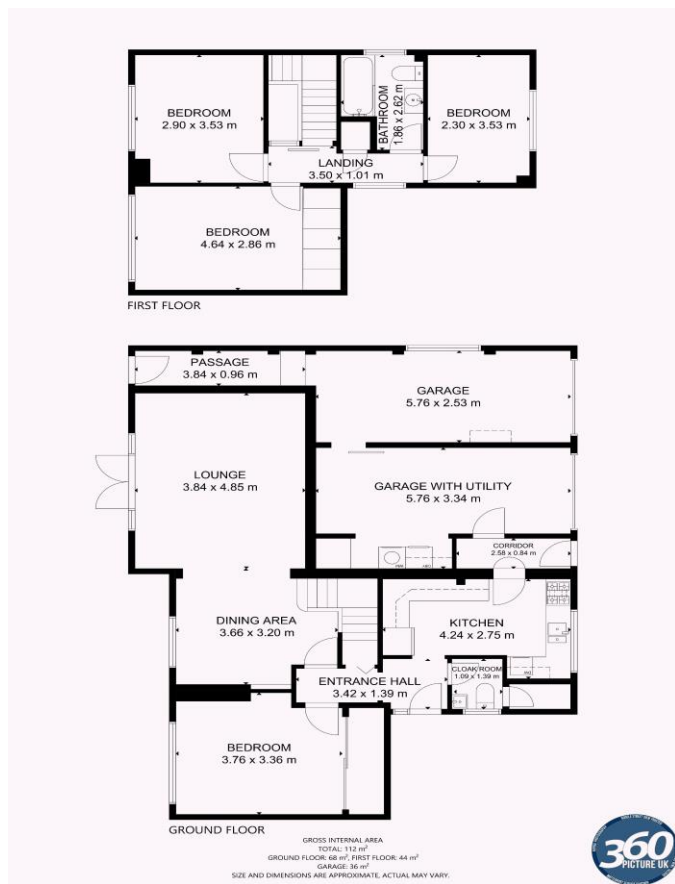 BEDROOM
2.90 x 3.53 m
BATHROOM
1.86 x 2.62 m
BEDROOM
2.30 x 3.53 m
LANDING
3.50 x 1.01 m
BEDROOM
4.64 x 2.86 m
FIRST FLOOR
PASSAGE
3.84 x 0.96 m
GARAGE
5.76 x 2.53 m
LOUNGE
3.84 x 4.85 m
GARAGE WITH UTILITY
5.76 x 3.34 m
CORRIDOR
2.58 x 0.84 m
DINING AREA
3.66 x 3.20 m
KITCHEN
4.24 x 2.75 m
CLOAK ROOM
1.09 x 1.39 m
ENTRANCE HALL
3.42 x 1.39 m
BEDROOM
3.76 x 3.36 m
GROUND FLOOR
GROSS INTERNAL AREA
TOTAL: 112 m²
GROUND FLOOR: 68 m², FIRST FLOOR: 44 m²
GARAGE: 36 m²
SIZE AND DIMENSIONS ARE APPROXIMATE, ACTUAL MAY VARY.
360
PICTURE UK